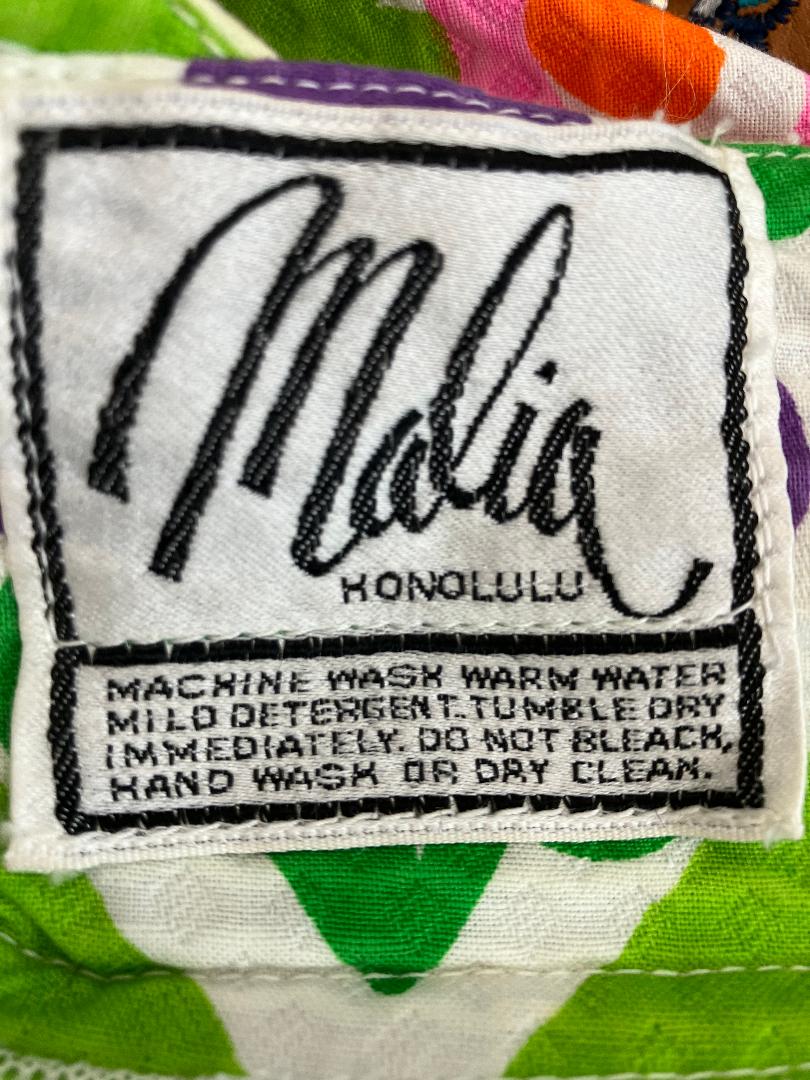 Malia
HONOLULU
MACHINE WASH WARM WATER
MILD DETERGENT. TUMBLE DRY
IMMEDIATELY. DO NOT BLEACH,
HAND WASH OR DRY CLEAN.